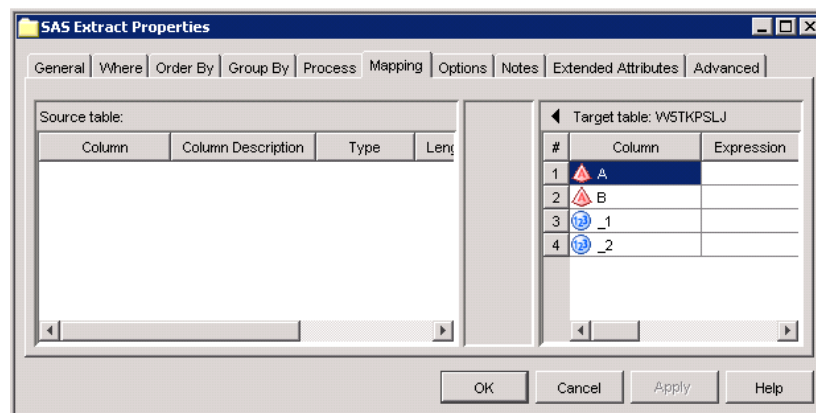 SAS Extract Properties
General Where Order By Group By Process Mapping Options Notes Extended Attributes Advanced
Source table: Target table: W5TKPSLJ
Column Column Description Type Leng # Column Expression
1 A
2 B
3 _1
4 _2
OK Cancel Apply Help